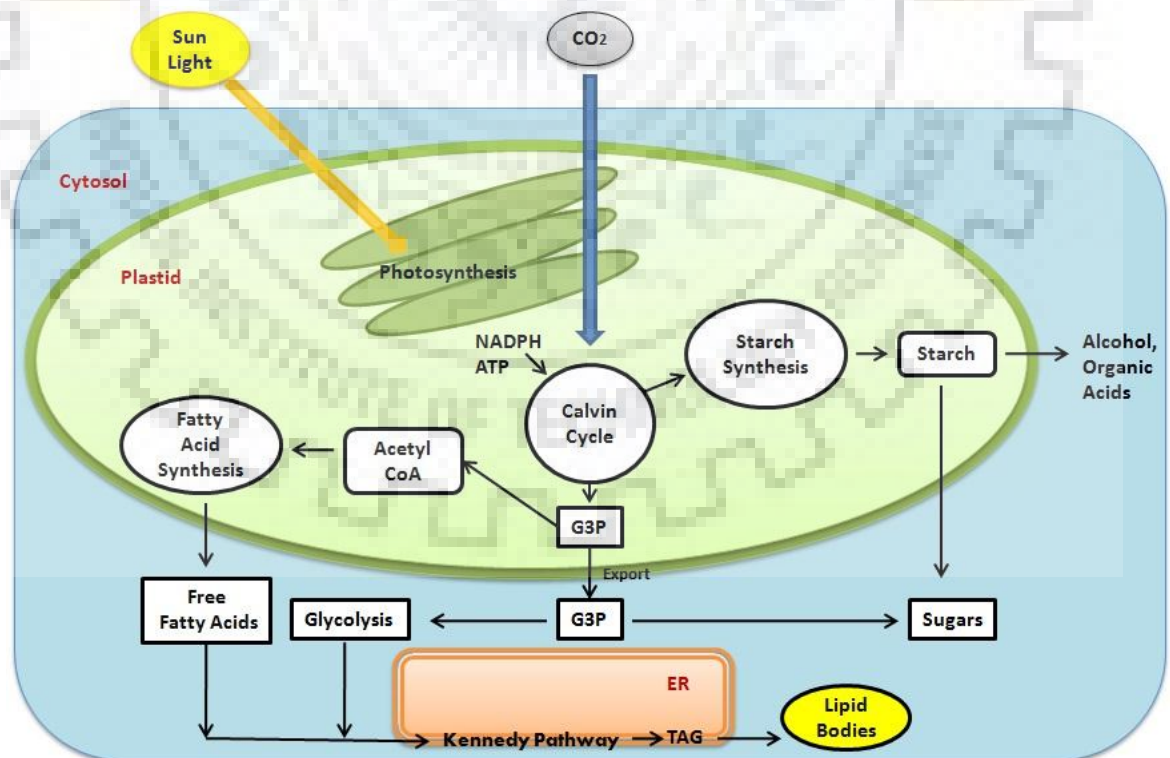 Sun
Light
CO2
Cytosol
Plastid
Photosynthesis
NADPH
ATP
Calvin
Cycle
Starch
Synthesis
Starch
Alcohol,
Organic
Acids
Fatty
Acid
Synthesis
Acetyl
CoA
G3P
Export
Free
Fatty Acids
Glycolysis
G3P
Sugars
ER
Kennedy Pathway
TAG
Lipid
Bodies